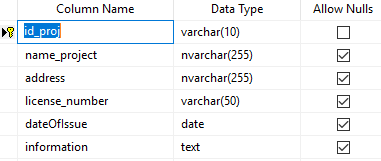 Column Name Data Type Allow Nulls
id_proj varchar(10)
name_project nvarchar(255)
address nvarchar(255)
license_number varchar(50)
dateOfIssue date
information text